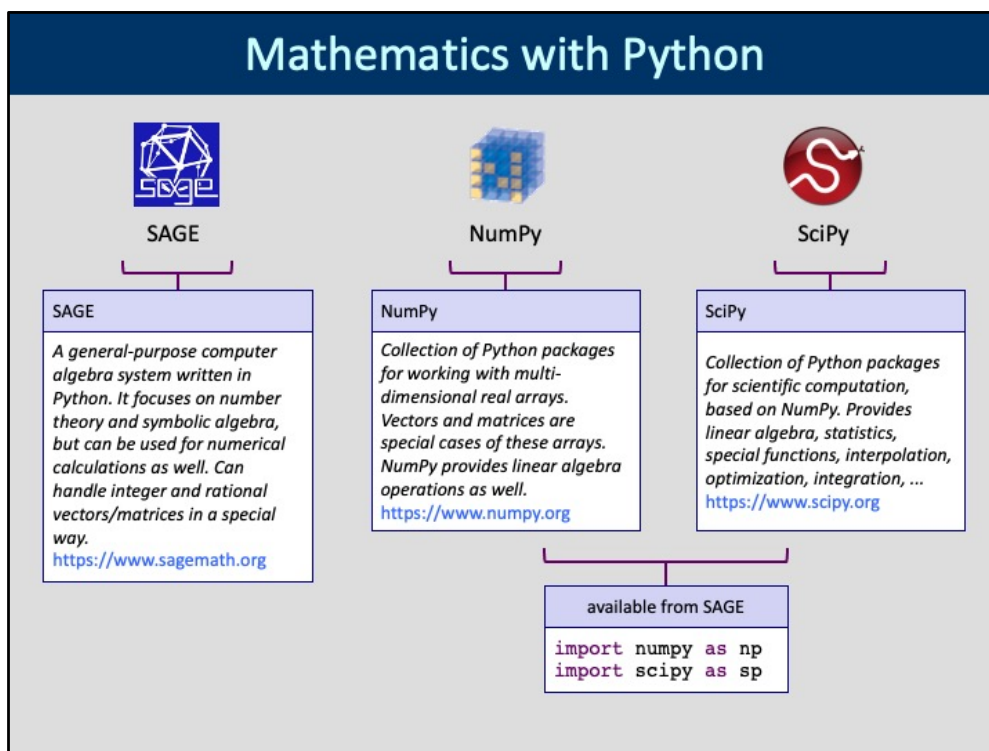 Mathematics with Python
sage
SAGE
NumPy
SciPy
SAGE
A general-purpose computer
algebra system written in
Python. It focuses on number
theory and symbolic algebra,
but can be used for numerical
calculations as well. Can
handle integer and rational
vectors/matrices in a special
way.
https://www.sagemath.org
NumPy
Collection of Python packages
for working with multi-
dimensional real arrays.
Vectors and matrices are
special cases of these arrays.
NumPy provides linear algebra
operations as well.
https://www.numpy.org
SciPy
Collection of Python packages
for scientific computation,
based on NumPy. Provides
linear algebra, statistics,
special functions, interpolation,
optimization, integration, ...
https://www.scipy.org
available from SAGE
import numpy as np
import scipy as sp